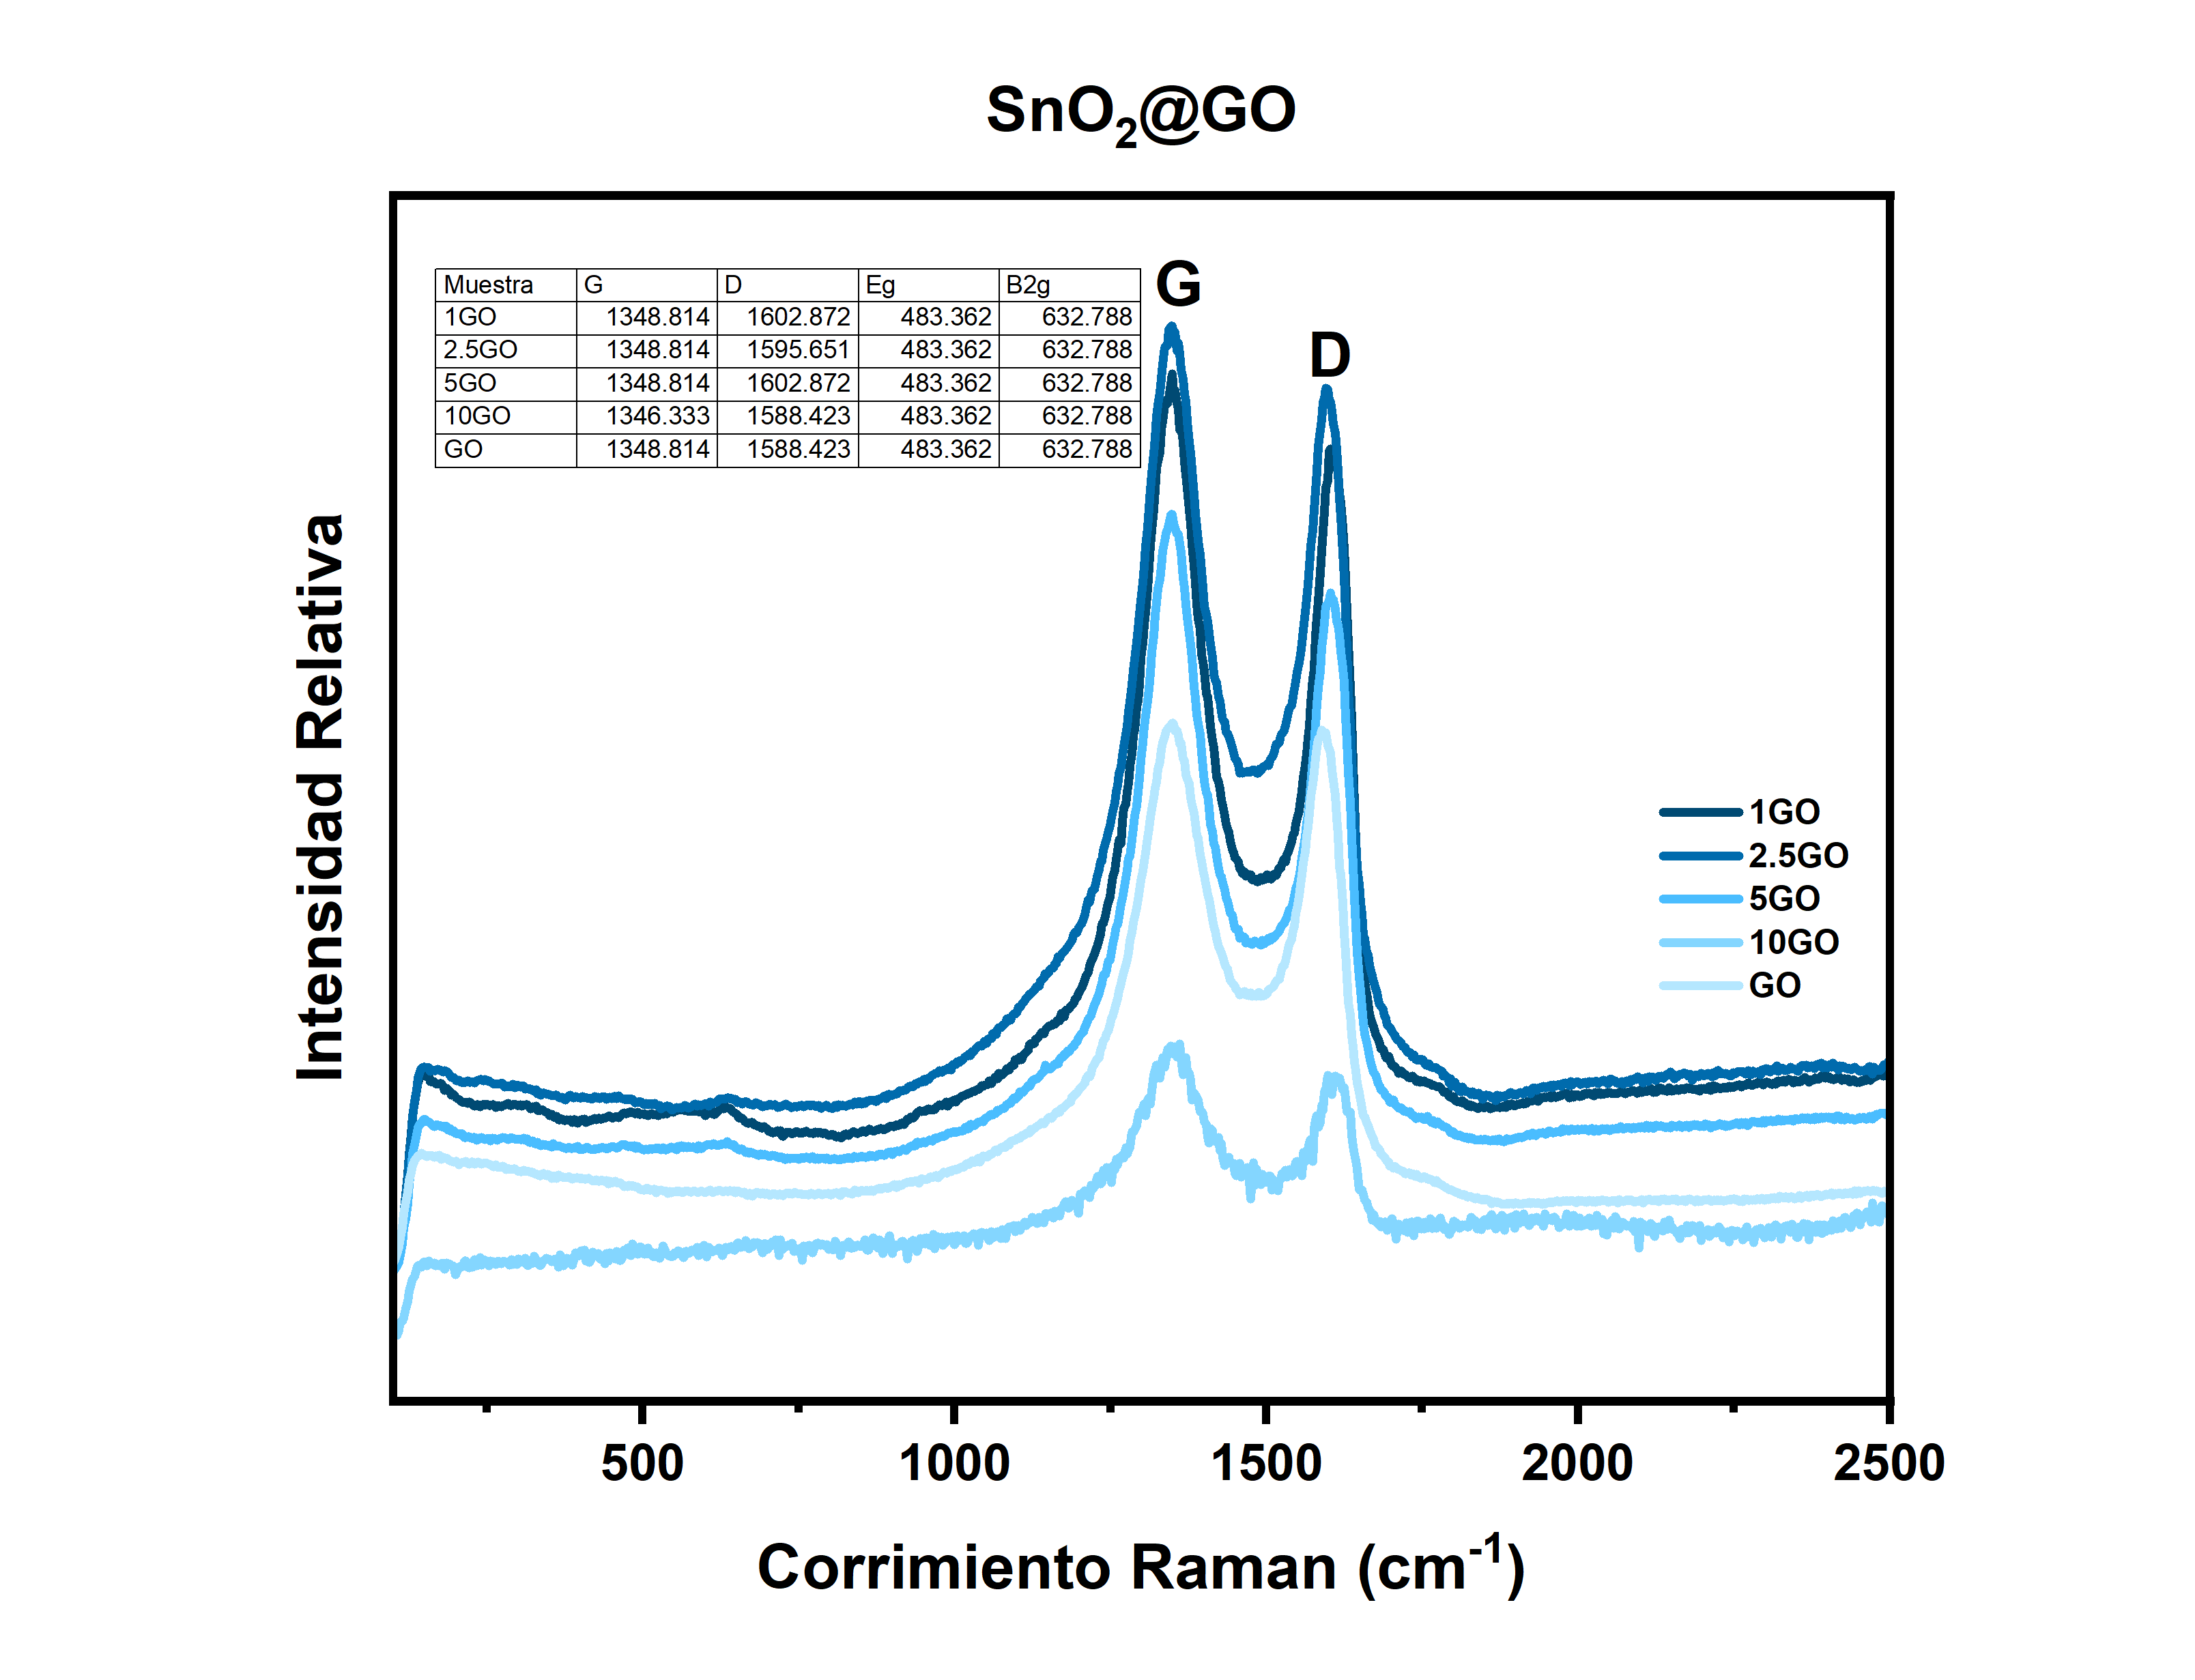 SnO₂@GO
Muestra G D Eg B2g
1GO 1348.814 1602.872 483.362 632.788
2.5GO 1348.814 1595.651 483.362 632.788
5GO 1348.814 1602.872 483.362 632.788
10GO 1346.333 1588.423 483.362 632.788
GO 1348.814 1588.423 483.362 632.788
G
D
Intensidad Relativa
1GO
2.5GO
5GO
10GO
GO
500 1000 1500 2000 2500
Corrimiento Raman (cm⁻¹)